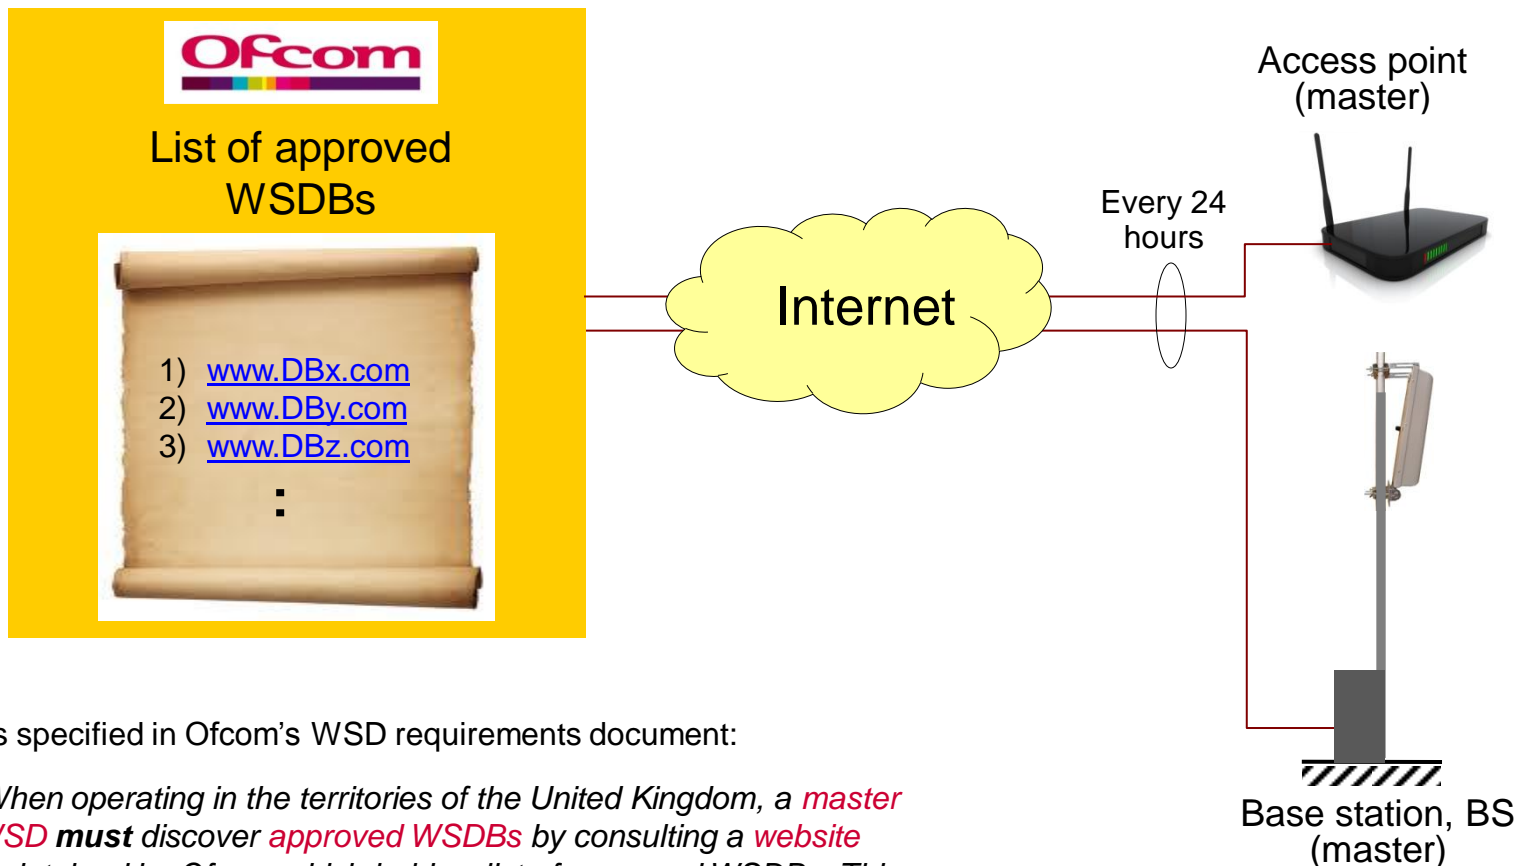 Ofcom
List of approved
WSDBs
1) www.DBx.com
2) www.DBy.com
3) www.DBz.com
:
Internet
Every 24
hours
Access point
(master)
Base station, BS
(master)
s specified in Ofcom’s WSD requirements document:
When operating in the territories of the United Kingdom, a master
WSD must discover approved WSDBs by consulting a website